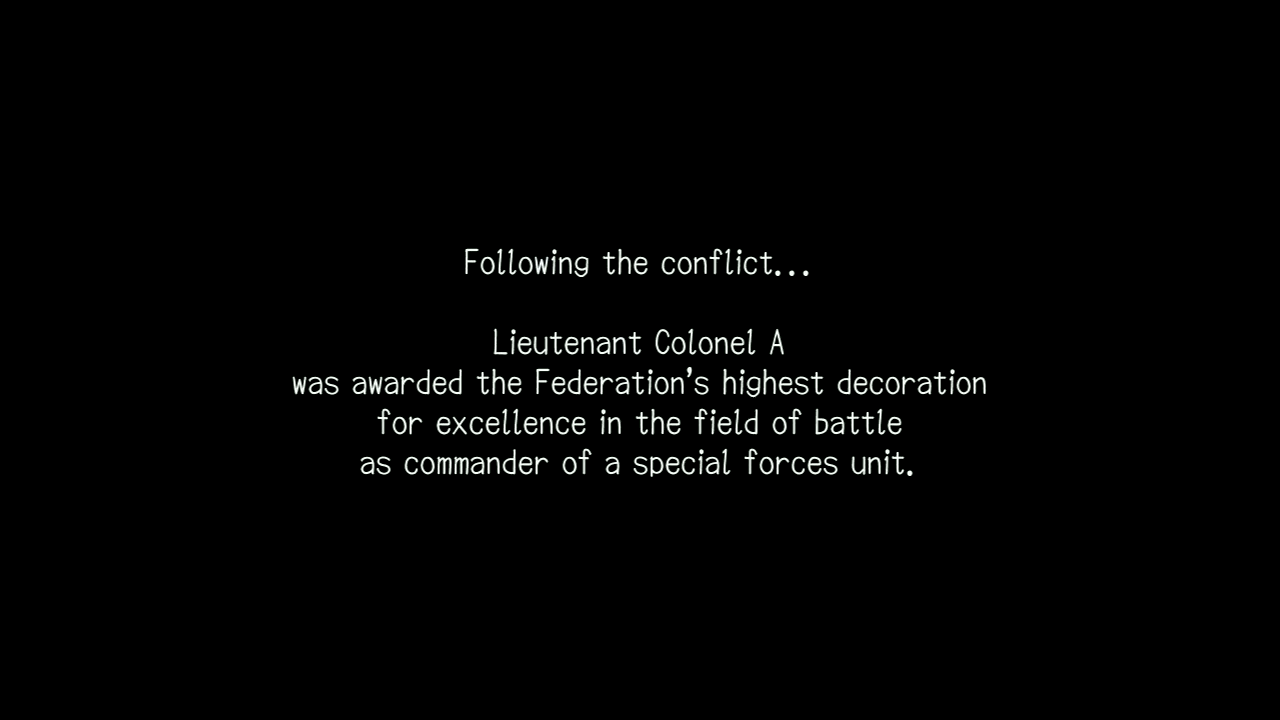 Following the conflict...
Lieutenant Colonel A
was awarded the Federation's highest decoration
for excellence in the field of battle
as commander of a special forces unit.